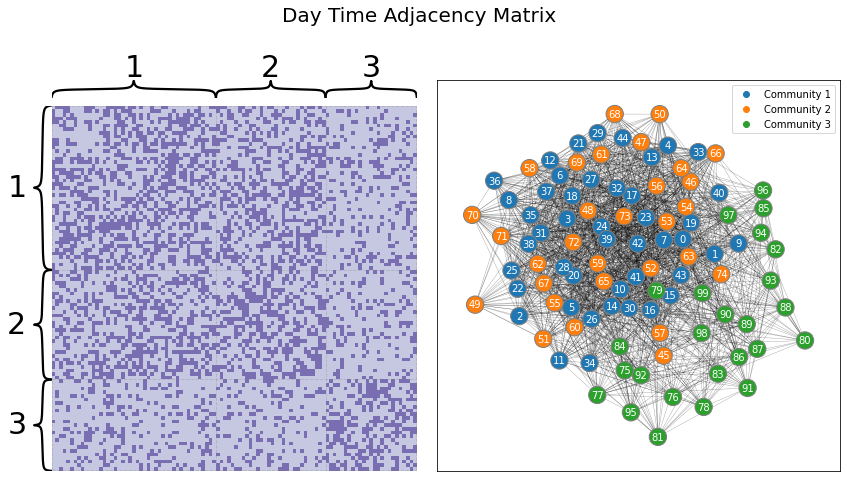 Day Time Adjacency Matrix
1 2 3
1
2
3
Community 1
Community 2
Community 3
68 50
29 44 47 4
21 61 13 33 66
12 69 64
58 6 27 32 56 46
36 37 18 17 40 96
8 48 54 85
70 35 3 73 23 53 19 97
71 31 24 94
38 72 39 42 7 0 9 82
62 59 63 1
25 28 20 52 43 74 93
22 67 65 10 41 79 15 99
49 55 5 14 30 16 88
2 26 90 89
51 60 57 98 80
84 45 87
11 34 86
75 92 83
77 91
76 78
95
81